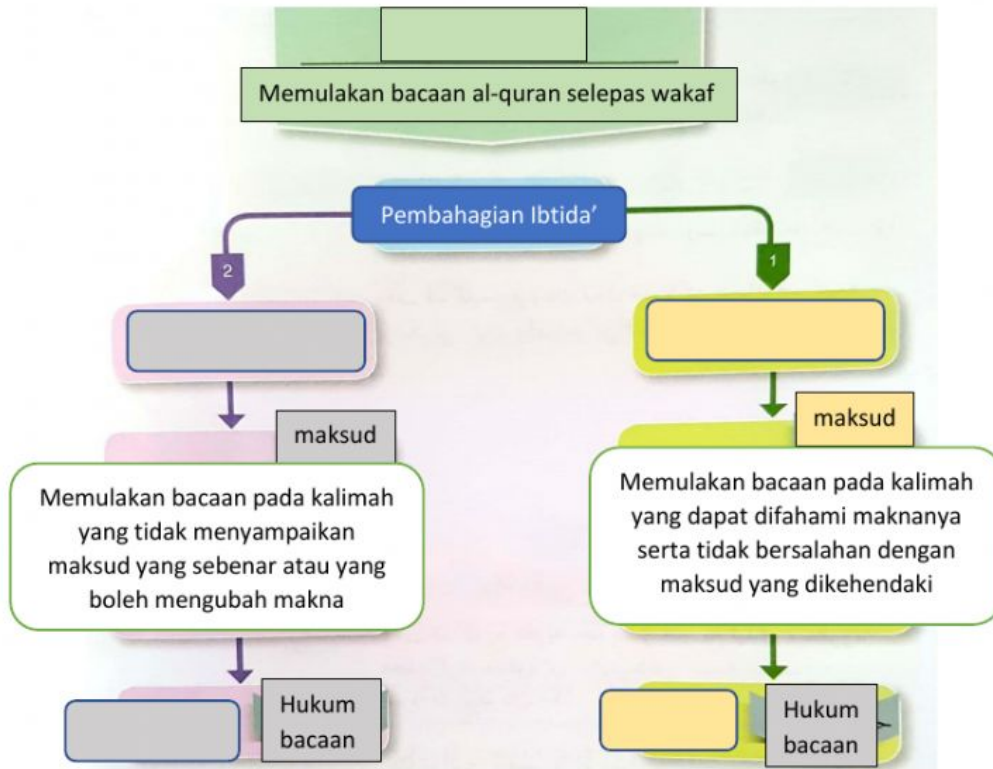 Memulakan bacaan al-quran selepas wakaf
Pembahagian Ibtida’
2
1
maksud
maksud
Memulakan bacaan pada kalimah
yang tidak menyampaikan
maksud yang sebenar atau yang
boleh mengubah makna
Memulakan bacaan pada kalimah
yang dapat difahami maknanya
serta tidak bersalahan dengan
maksud yang dikehendaki
Hukum
bacaan
Hukum
bacaan